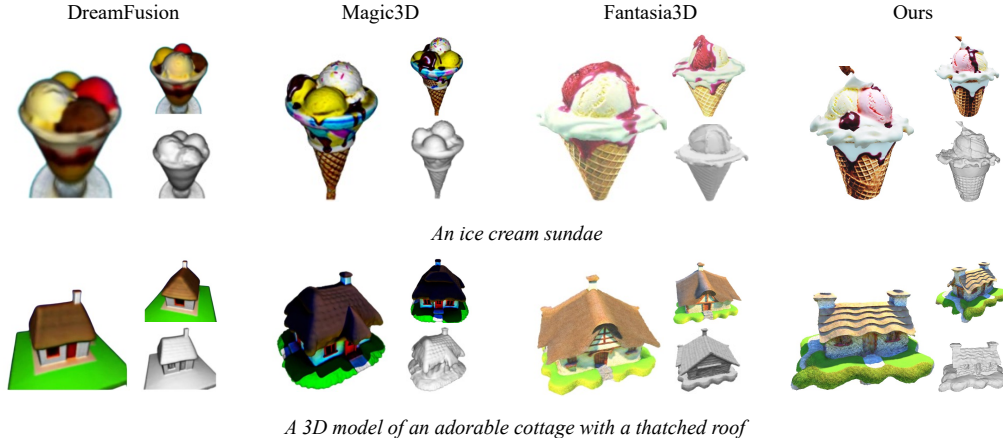 DreamFusion Magic3D Fantasia3D Ours
An ice cream sundae
A 3D model of an adorable cottage with a thatched roof